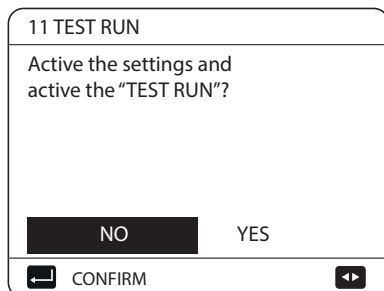 11 TEST RUN
Active the settings and
active the “TEST RUN”?
NO YES
CONFIRM